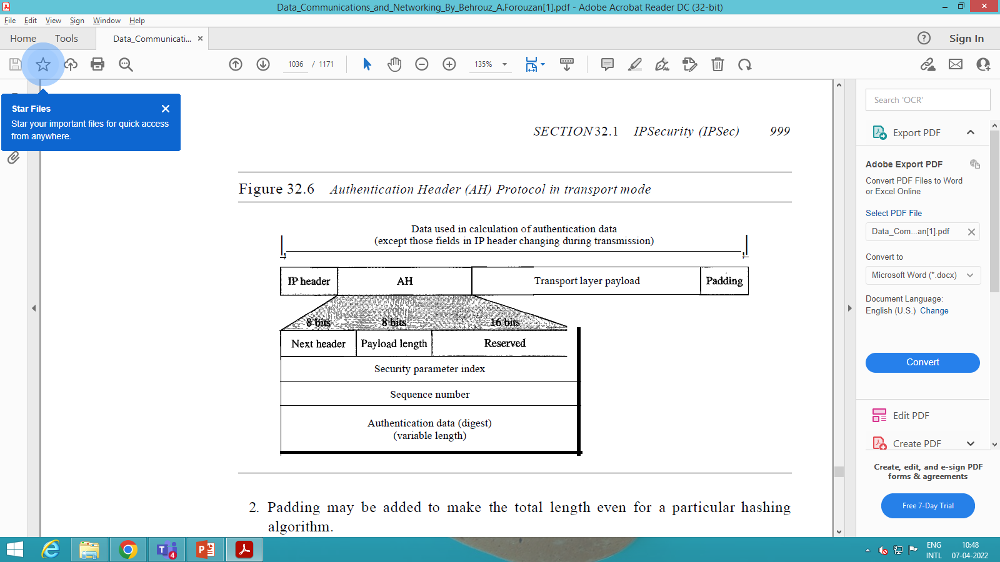 Data_Communications_and_Networking_By_Behrouz_A.Forouzan[1].pdf - Adobe Acrobat Reader DC (32-bit)
File Edit View Sign Window Help
Home Tools Data_Communicati... × Sign In
1036 / 1171 135%
Star Files
Star your important files for quick access
from anywhere.
SECTION 32.1 IPSecurity (IPSec) 999
Figure 32.6 Authentication Header (AH) Protocol in transport mode
Data used in calculation of authentication data
(except those fields in IP header changing during transmission)
IP header AH Transport layer payload Padding
8 bits 8 bits 16 bits
Next header Payload length Reserved
Security parameter index
Sequence number
Authentication data (digest)
(variable length)
2. Padding may be added to make the total length even for a particular hashing
algorithm.
Search 'OCR'
Export PDF
Adobe Export PDF
Convert PDF Files to Word
or Excel Online
Select PDF File
Data_Com...an[1].pdf
Convert to
Microsoft Word (*.docx)
Document Language:
English (U.S.) Change
Convert
Edit PDF
Create PDF
Create, edit, and e-sign PDF
forms & agreements
Free 7-Day Trial
4
ENG 10:48
INTL 07-04-2022